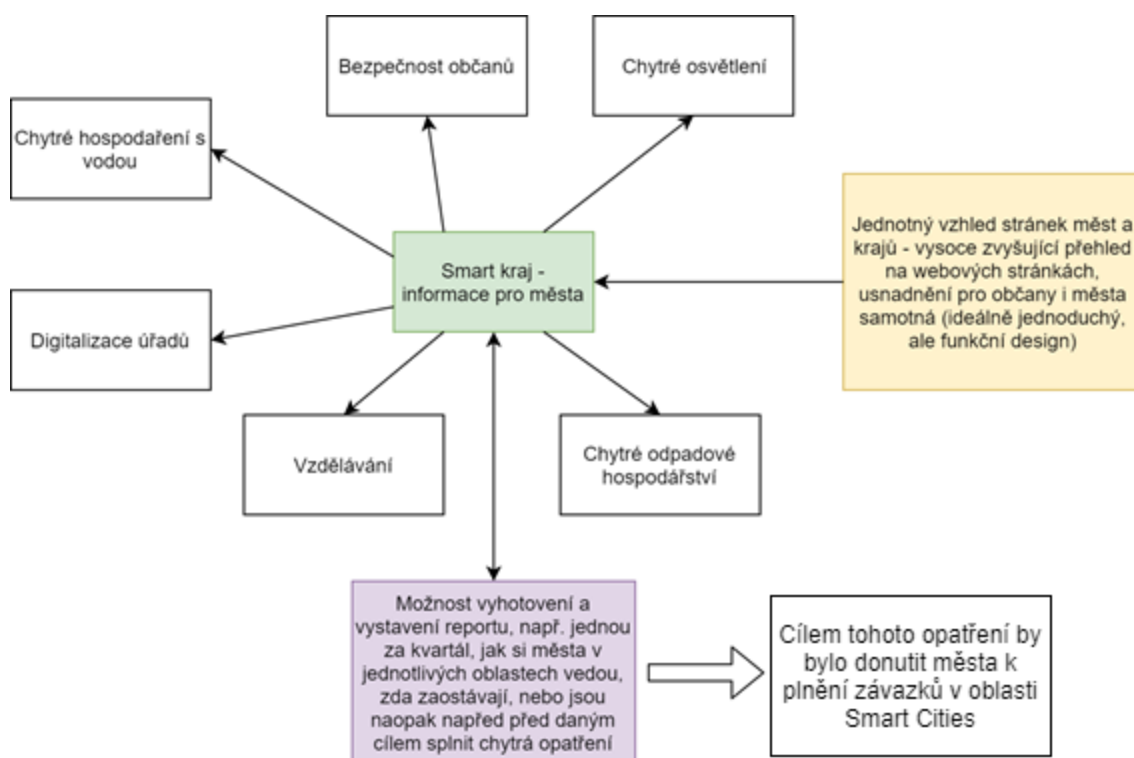 Bezpečnost občanů
Chytré osvětlení
Chytré hospodaření s
vodou
Jednotný vzhled stránek měst a
krajů - vysoce zvyšující přehled
na webových stránkách,
usnadnění pro občany i města
samotná (ideálně jednoduchý,
ale funkční design)
Smart kraj -
informace pro města
Digitalizace úřadů
Vzdělávání
Chytré odpadové
hospodářství
Možnost vyhotovení a
vystavení reportu, např. jednou
za kvartál, jak si města v
jednotlivých oblastech vedou,
zda zaostávají, nebo jsou
naopak napřed před daným
cílem splnit chytrá opatření
Cílem tohoto opatření by
bylo donutit města k
plnění závazků v oblasti
Smart Cities